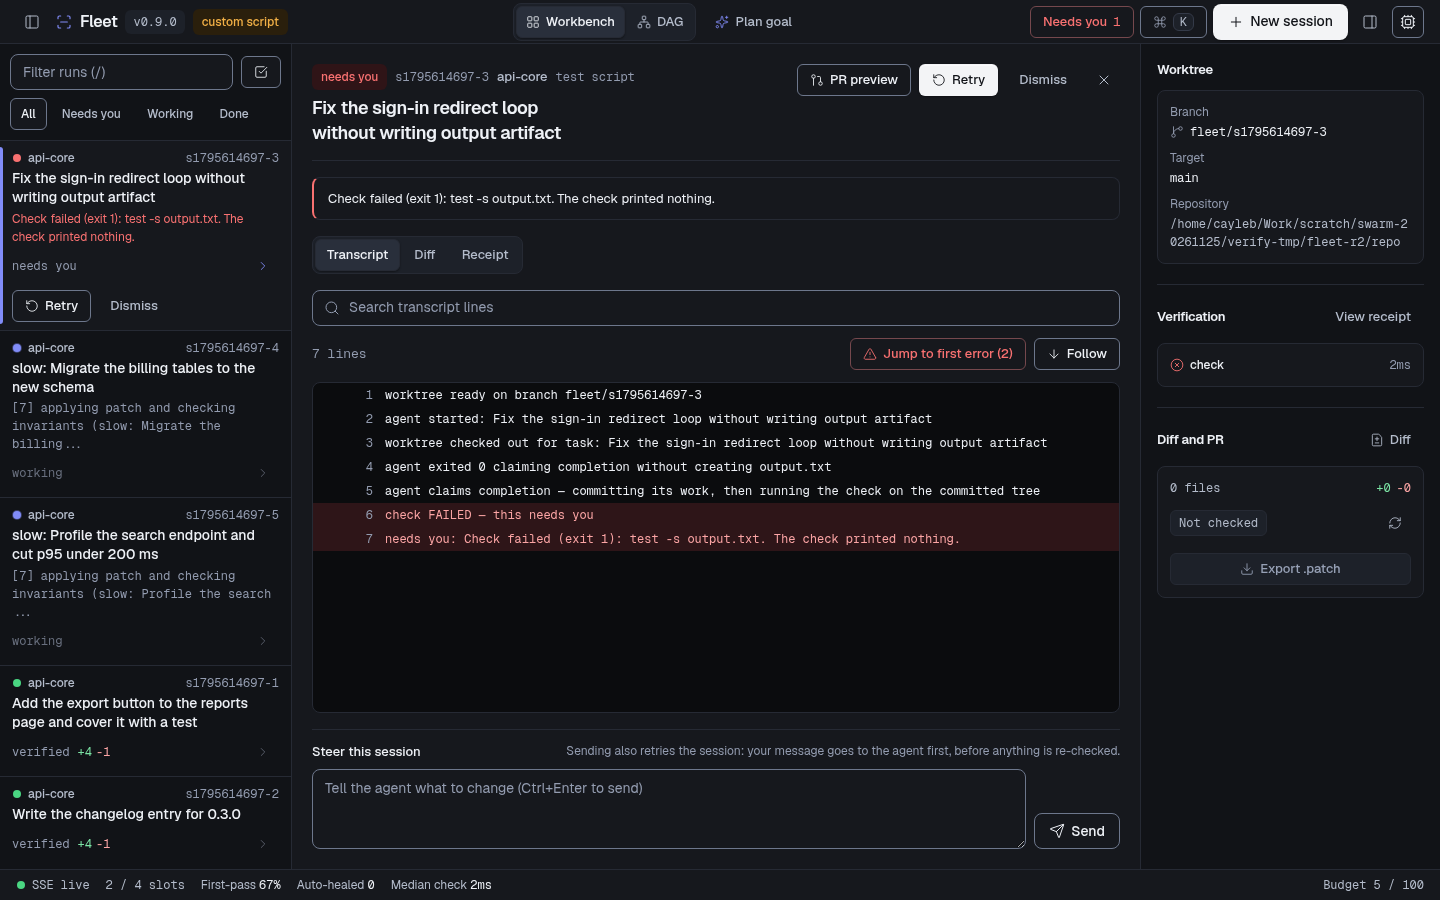 Fleet v0.9.0 custom script
Workbench DAG Plan goal
Needs you 1 ⌘ K New session
Filter runs (/)
All Needs you Working Done
api-core s1795614697-3
Fix the sign-in redirect loop without
writing output artifact
Check failed (exit 1): test -s output.txt. The
check printed nothing.
needs you
Retry Dismiss
api-core s1795614697-4
slow: Migrate the billing tables to the
new schema
[7] applying patch and checking
invariants (slow: Migrate the
billing...
working
api-core s1795614697-5
slow: Profile the search endpoint and
cut p95 under 200 ms
[7] applying patch and checking
invariants (slow: Profile the search
...
working
api-core s1795614697-1
Add the export button to the reports
page and cover it with a test
verified +4 -1
api-core s1795614697-2
Write the changelog entry for 0.3.0
verified +4 -1
needs you s1795614697-3 api-core test script
PR preview Retry Dismiss
Fix the sign-in redirect loop
without writing output artifact
Check failed (exit 1): test -s output.txt. The check printed nothing.
Transcript Diff Receipt
Search transcript lines
7 lines Jump to first error (2) Follow
1 worktree ready on branch fleet/s1795614697-3
2 agent started: Fix the sign-in redirect loop without writing output artifact
3 worktree checked out for task: Fix the sign-in redirect loop without writing output artifact
4 agent exited 0 claiming completion without creating output.txt
5 agent claims completion — committing its work, then running the check on the committed tree
6 check FAILED — this needs you
7 needs you: Check failed (exit 1): test -s output.txt. The check printed nothing.
Steer this session Sending also retries the session: your message goes to the agent first, before anything is re-checked.
Tell the agent what to change (Ctrl+Enter to send)
Send
Worktree
Branch
fleet/s1795614697-3
Target
main
Repository
/home/cayleb/Work/scratch/swarm-2
0261125/verify-tmp/fleet-r2/repo
Verification View receipt
check 2ms
Diff and PR Diff
0 files +0 -0
Not checked
Export .patch
SSE live 2 / 4 slots First-pass 67% Auto-healed 0 Median check 2ms Budget 5 / 100